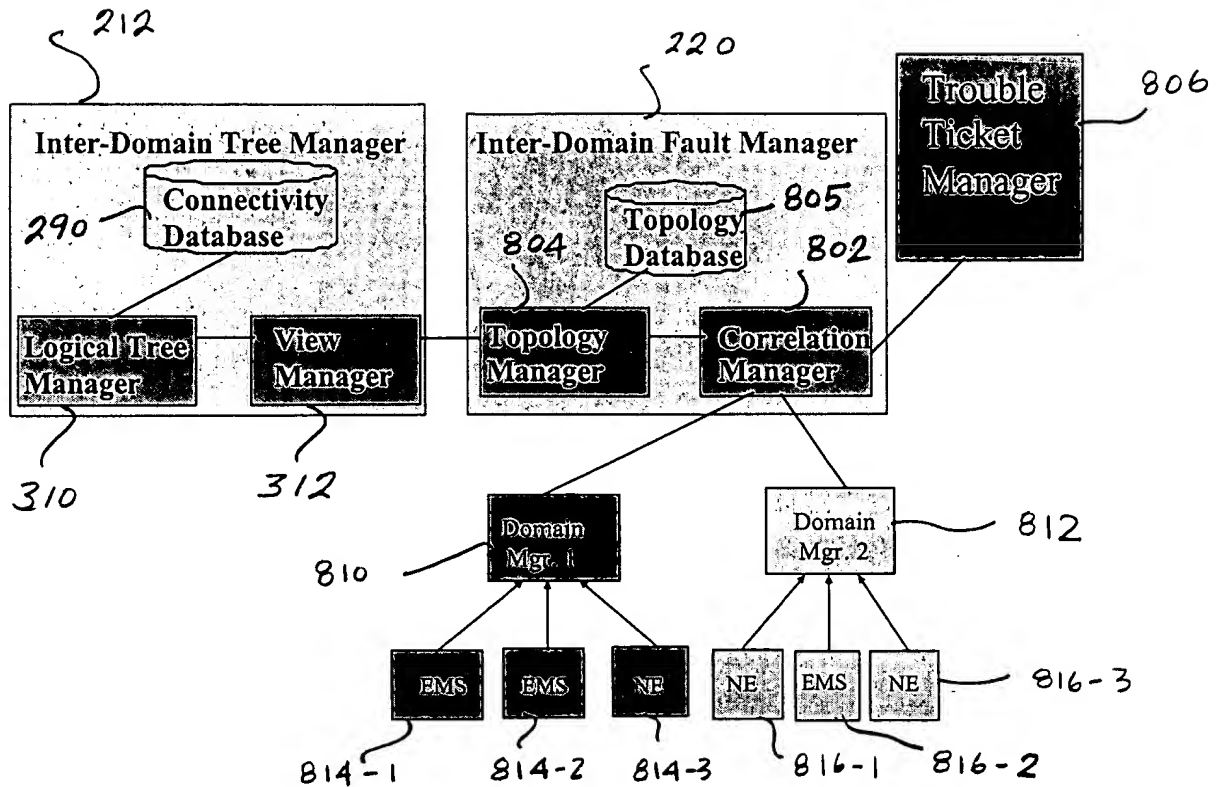 212
220
806
Trouble
Ticket
Manager
Inter-Domain Tree Manager
Inter-Domain Fault Manager
290
Connectivity
Database
805
Topology
Database
804
802
Logical Tree
Manager
View
Manager
Topology
Manager
Correlation
Manager
310
312
Domain
Mgr. 1
810
Domain
Mgr. 2
812
EMS
EMS
NE
NE
EMS
NE
816-3
814-1
814-2
814-3
816-1
816-2